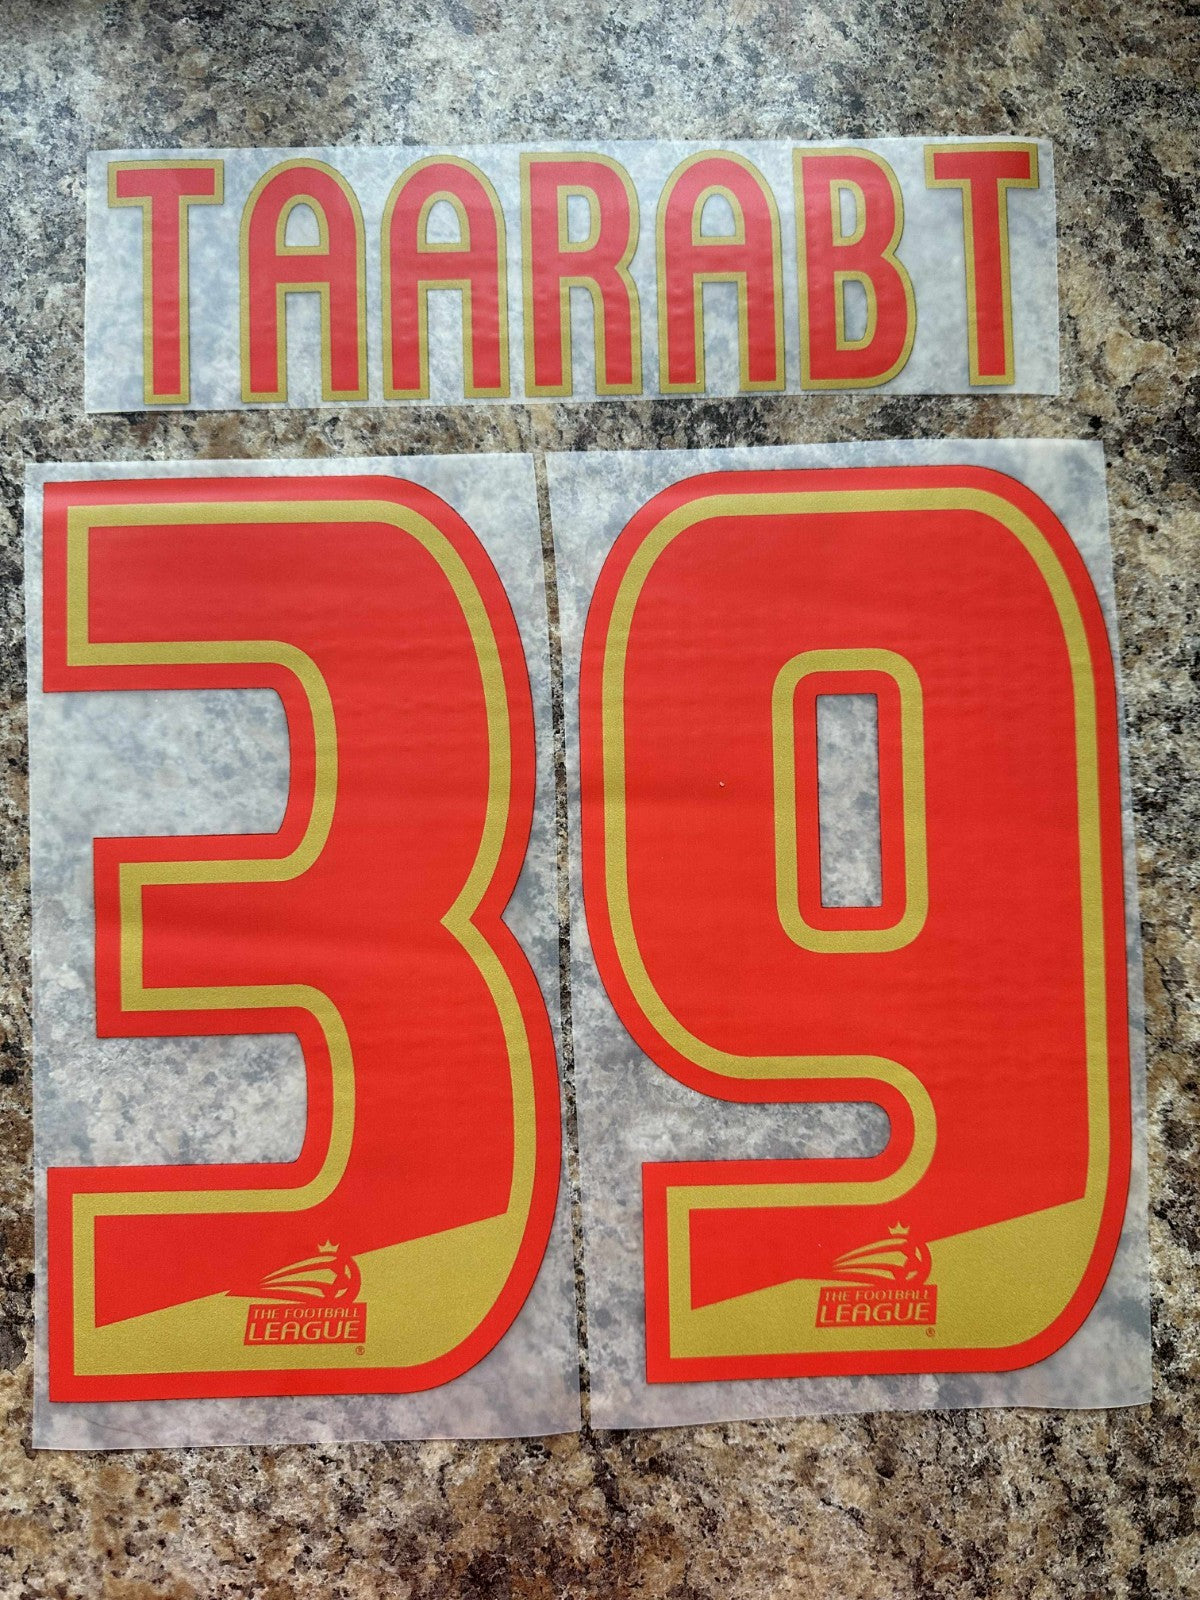 TAARABT
39
THE FOOTBALL
LEAGUE
®
THE FOOTBALL
LEAGUE
®